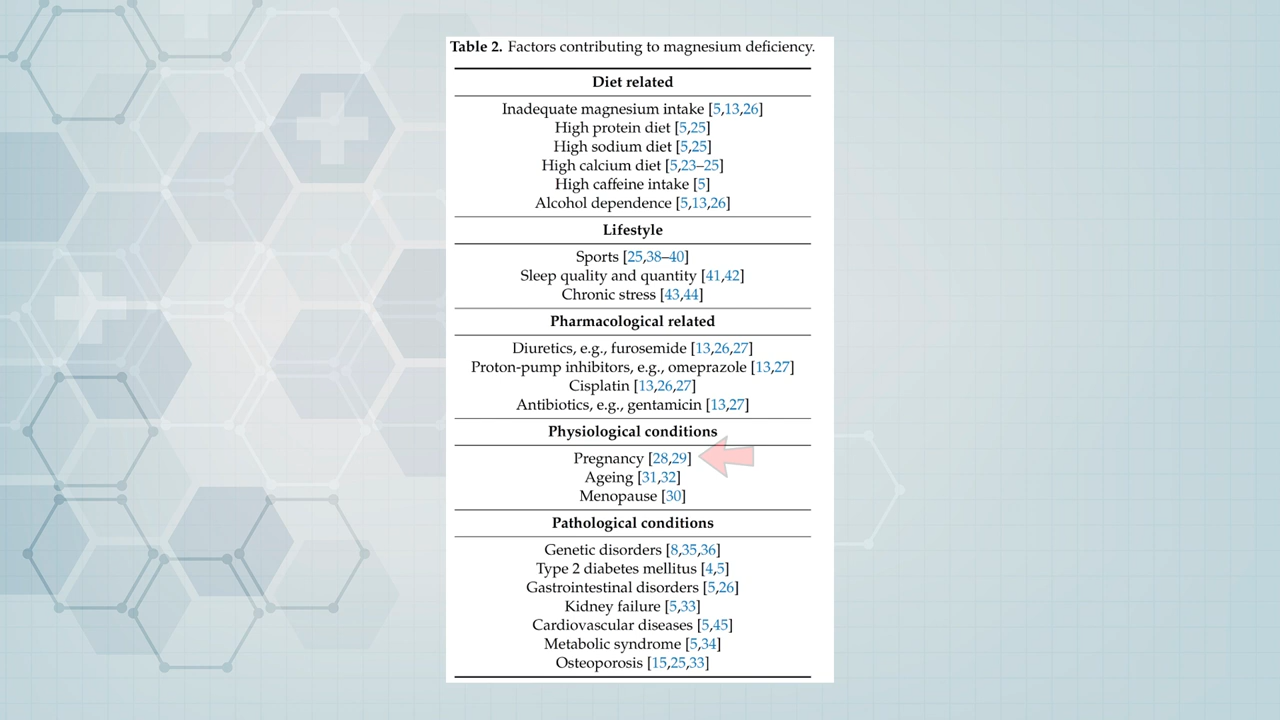 Table 2. Factors contributing to magnesium deficiency.
Diet related
Inadequate magnesium intake [5,13,26]
High protein diet [5,25]
High sodium diet [5,25]
High calcium diet [5,23–25]
High caffeine intake [5]
Alcohol dependence [5,13,26]
Lifestyle
Sports [25,38–40]
Sleep quality and quantity [41,42]
Chronic stress [43,44]
Pharmacological related
Diuretics, e.g., furosemide [13,26,27]
Proton-pump inhibitors, e.g., omeprazole [13,27]
Cisplatin [13,26,27]
Antibiotics, e.g., gentamicin [13,27]
Physiological conditions
Pregnancy [28,29]
Ageing [31,32]
Menopause [30]
Pathological conditions
Genetic disorders [8,35,36]
Type 2 diabetes mellitus [4,5]
Gastrointestinal disorders [5,26]
Kidney failure [5,33]
Cardiovascular diseases [5,45]
Metabolic syndrome [5,34]
Osteoporosis [15,25,33]